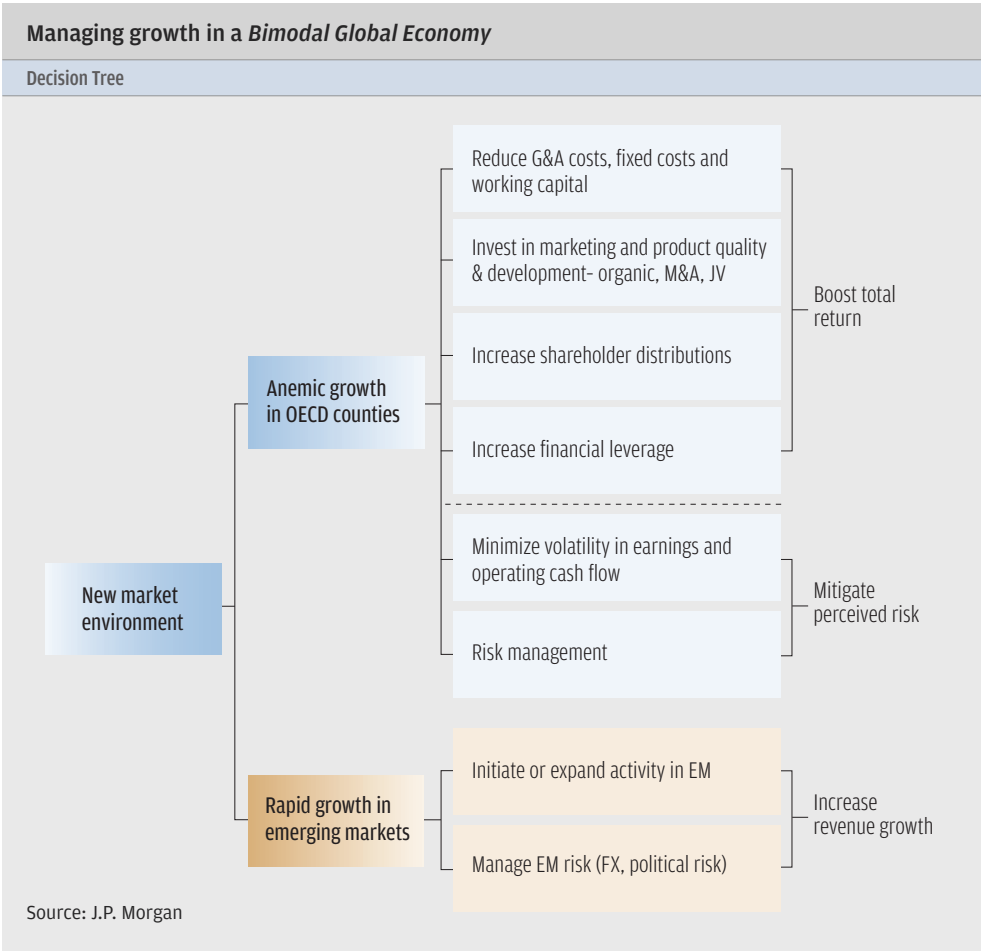 Managing growth in a Bimodal Global Economy
Decision Tree
New market
environment
Anemic growth
in OECD counties
Reduce G&A costs, fixed costs and
working capital
Invest in marketing and product quality
& development- organic, M&A, JV
Increase shareholder distributions
Increase financial leverage
Boost total
return
Minimize volatility in earnings and
operating cash flow
Risk management
Mitigate
perceived risk
Rapid growth in
emerging markets
Initiate or expand activity in EM
Manage EM risk (FX, political risk)
Increase
revenue growth
Source: J.P. Morgan